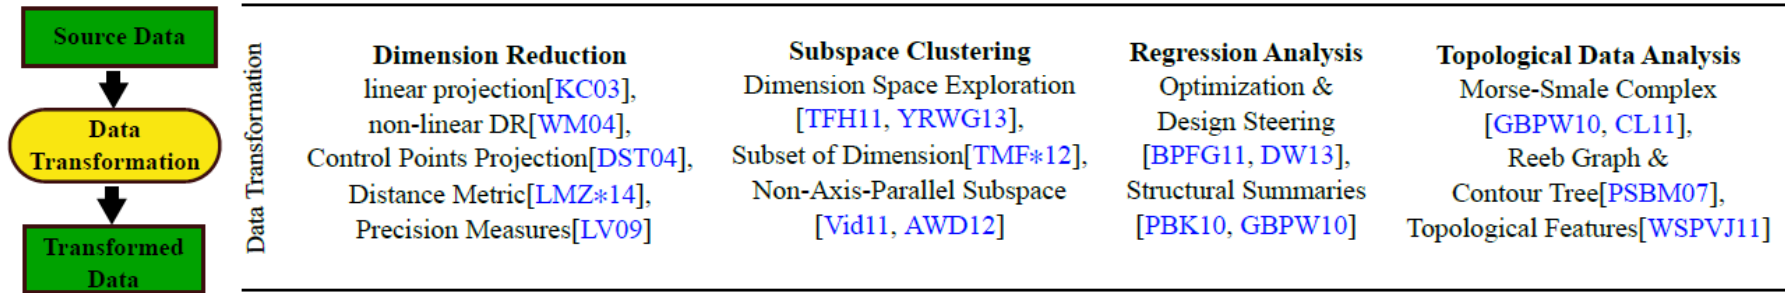 Source Data
Data
Transformation
Transformed
Data
Data Transformation
Dimension Reduction
linear projection[KC03],
non-linear DR[WM04],
Control Points Projection[DST04],
Distance Metric[LMZ*14],
Precision Measures[LV09]
Subspace Clustering
Dimension Space Exploration
[TFH11, YRWG13],
Subset of Dimension[TMF*12],
Non-Axis-Parallel Subspace
[Vid11, AWD12]
Regression Analysis
Optimization &
Design Steering
[BPFG11, DW13],
Structural Summaries
[PBK10, GBPW10]
Topological Data Analysis
Morse-Smale Complex
[GBPW10, CL11],
Reeb Graph &
Contour Tree[PSBM07],
Topological Features[WSPVJ11]